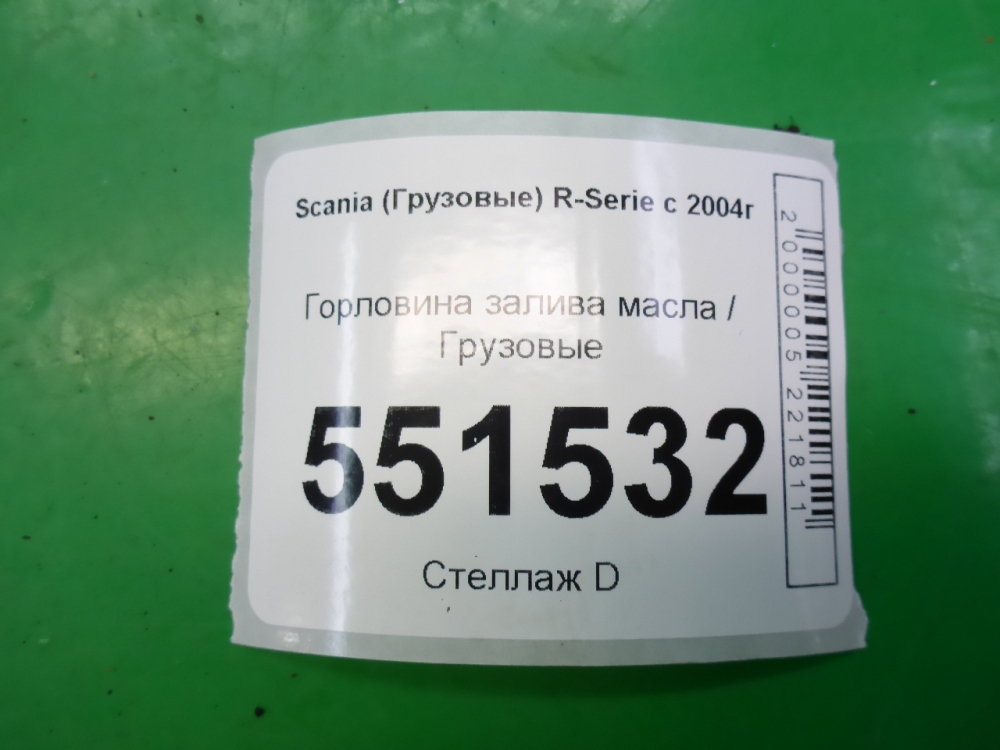 Scania (Грузовые) R-Serie с 2004г
Горловина залива масла /
Грузовые
551532
Стеллаж D
2000005221811